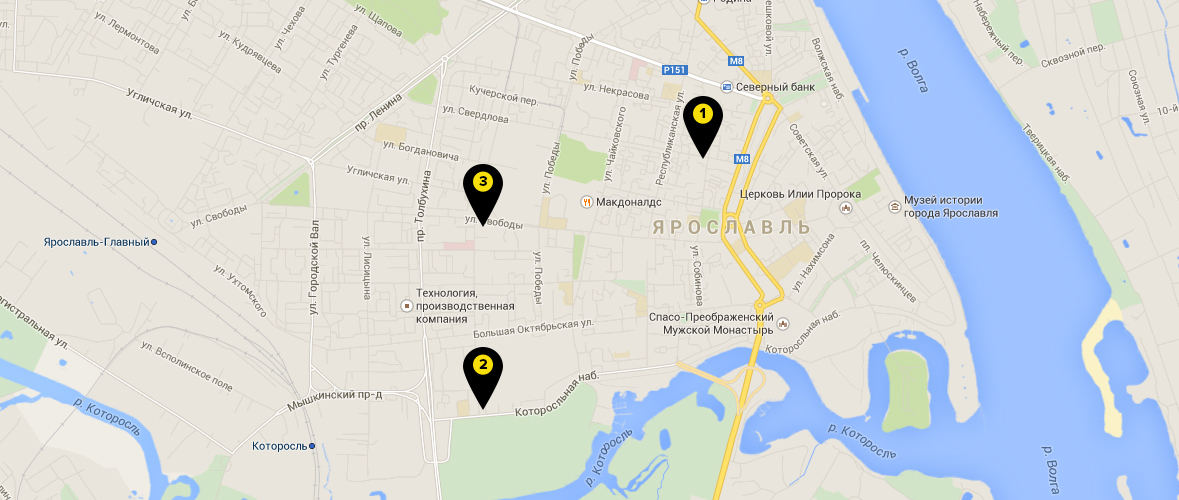 Родина
ул. Щапова
ул. Чехова
ул. Лермонтова
ул. Кудрявцева
ул. Тургенева
Угличская ул.
пр. Ленина
ул. Победы
Кучерской пер.
ул. Свердлова
ул. Некрасова
Р151
М8
Северный банк
Волжская наб.
р. Волга
Набережный пер.
Сквозной пер.
Союзная ул.
10-й
Тверицкая наб.
1
ул. Чайковского
Республиканская ул.
М8
Советская ул.
ул. Богдановича
Угличская ул.
ул. Победы
3
Макдоналдс
Церковь Илии Пророка
Музей истории
города Ярославля
ул. Свободы
пр. Толбухина
ул. Свободы
ЯРОСЛАВЛЬ
Ярославль-Главный
ул. Городской Вал
ул. Лисицына
ул. Победы
ул. Собинова
ул. Нахимсона
пл. Челюскинцев
ул. Ухтомского
Технология,
производственная
компания
Большая Октябрьская ул.
Спасо-Преображенский
Мужской Монастырь
Которосльная наб.
ул. Всполинское поле
2
Мышкинский пр-д
Которосльная наб.
р. Которосль
Которосль
р. Которосль
р. Которосль
р. Волга